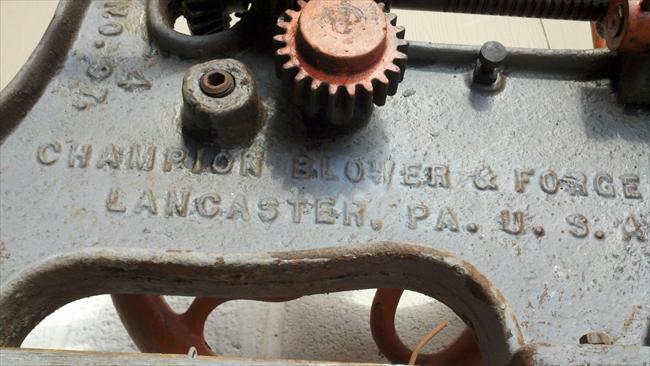 CHAMPION BLOWER & FORGE
LANCASTER, PA. U. S. A